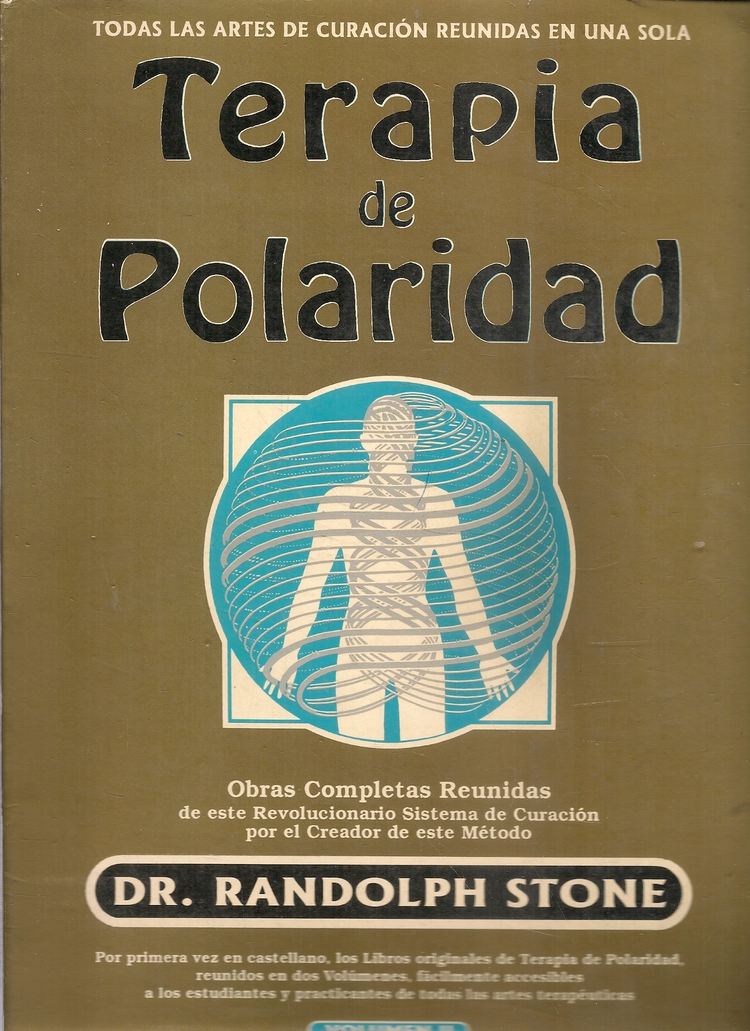 TODAS LAS ARTES DE CURACIÓN REUNIDAS EN UNA SOLA
Terapia
de
Polaridad
Obras Completas Reunidas
de este Revolucionario Sistema de Curación
por el Creador de este Método
DR. RANDOLPH STONE
Por primera vez en castellano, los Libros originales de Terapia de Polaridad,
reunidos en dos Volúmenes, fácilmente accesibles
a los estudiantes y practicantes de todas las artes terapéuticas
VOLUMEN II